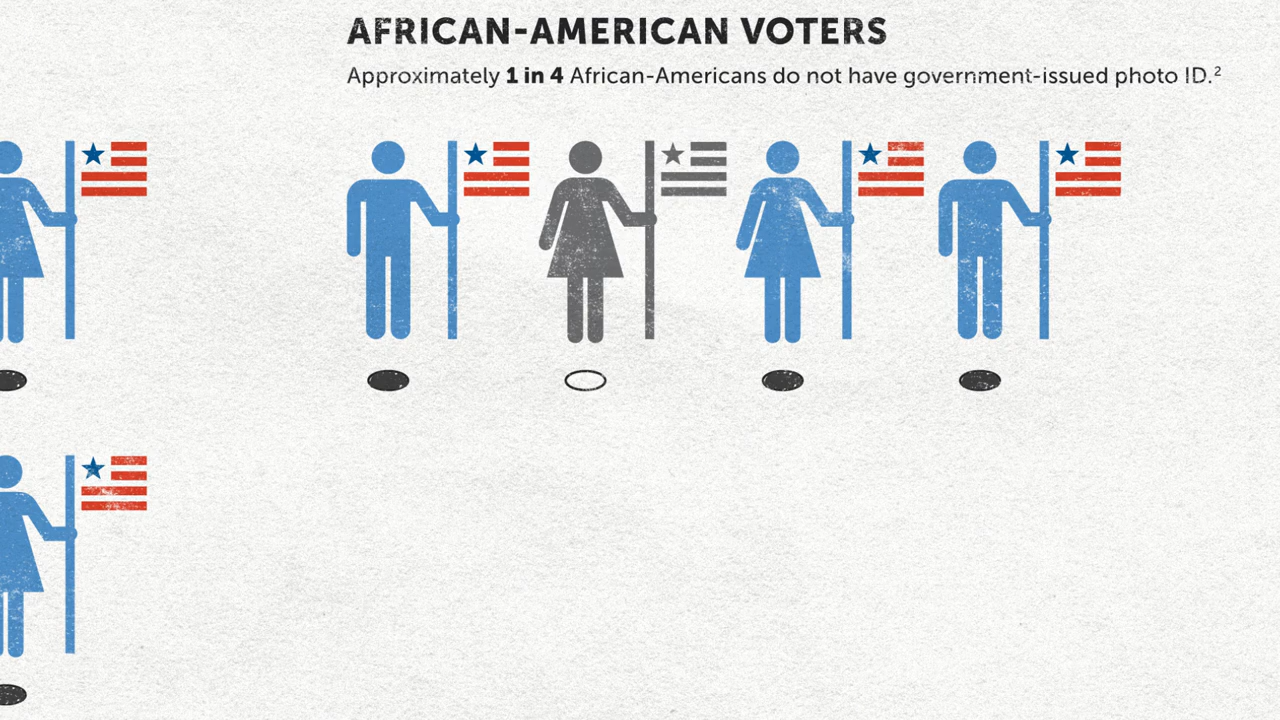 AFRICAN-AMERICAN VOTERS
Approximately 1 in 4 African-Americans do not have government-issued photo ID.²